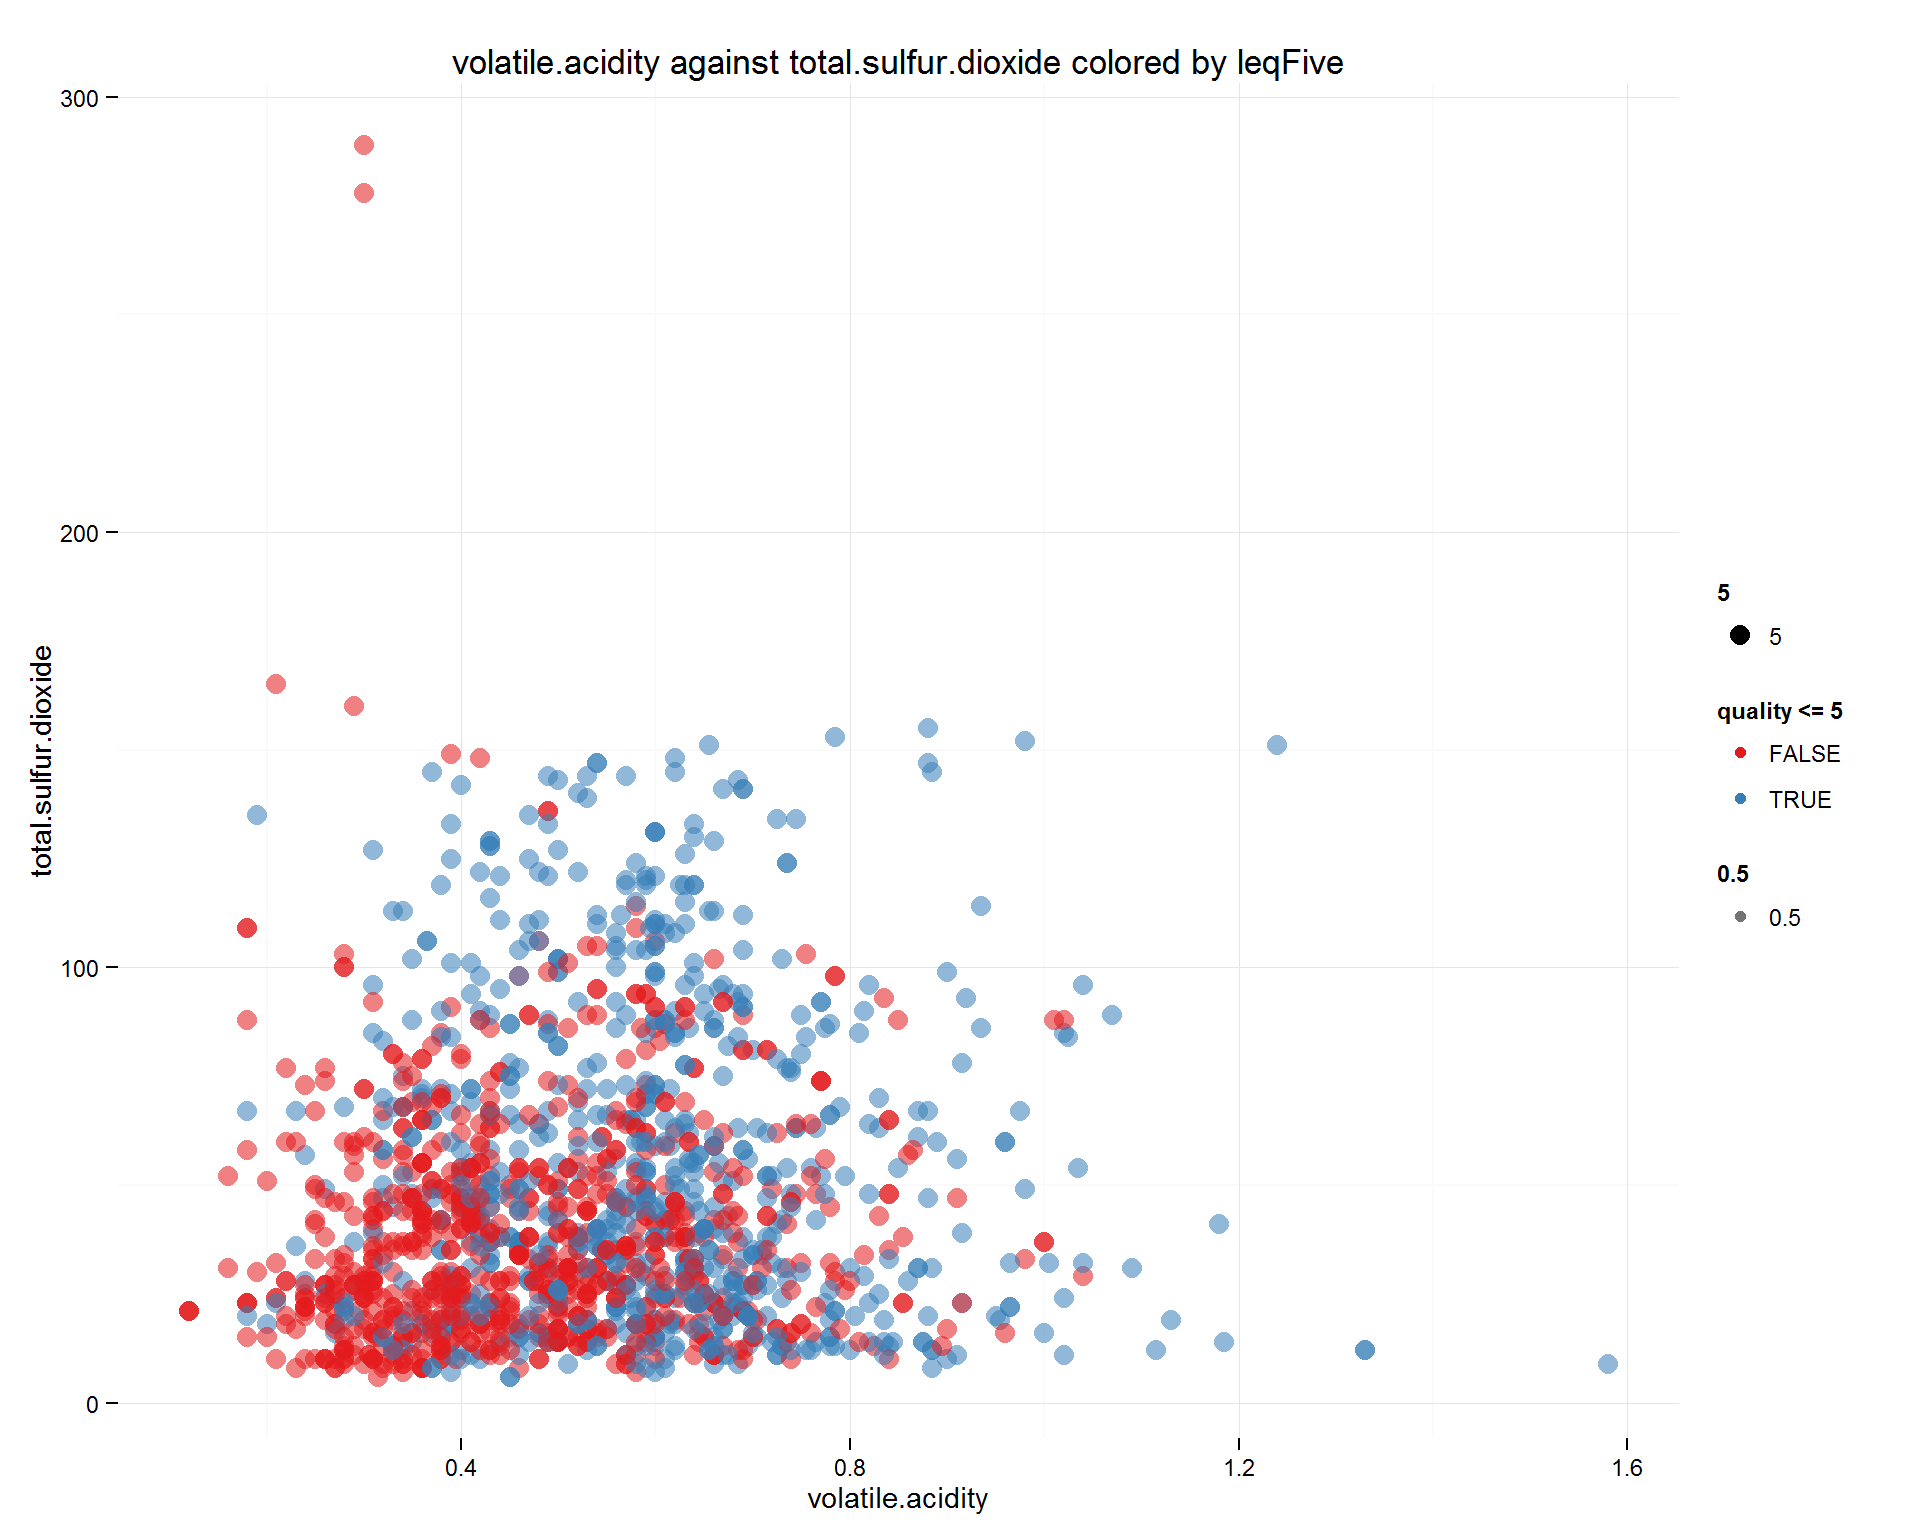 volatile.acidity against total.sulfur.dioxide colored by leqFive
300
200
100
0
total.sulfur.dioxide
0.4
0.8
1.2
1.6
volatile.acidity
5
5
quality <= 5
FALSE
TRUE
0.5
0.5